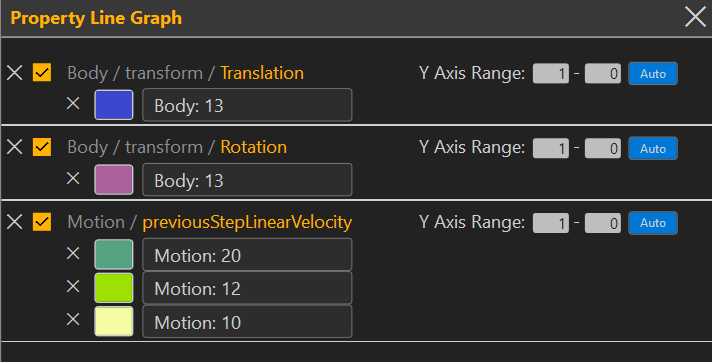 Property Line Graph
Body / transform / Translation Y Axis Range: 1 - 0 Auto
Body: 13
Body / transform / Rotation Y Axis Range: 1 - 0 Auto
Body: 13
Motion / previousStepLinearVelocity Y Axis Range: 1 - 0 Auto
Motion: 20
Motion: 12
Motion: 10